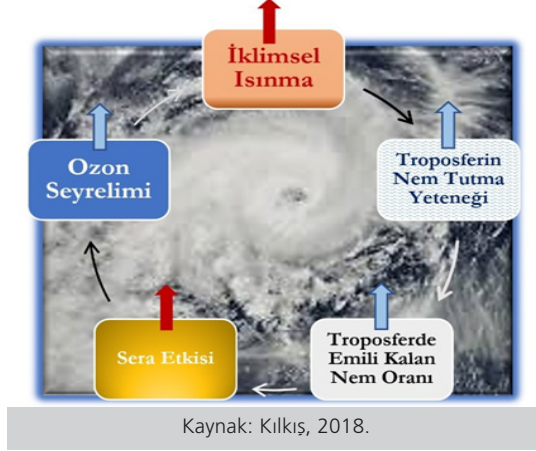 İklimsel
Isınma
Ozon
Seyrelimi
Troposferin
Nem Tutma
Yeteneği
Sera Etkisi
Troposferde
Emili Kalan
Nem Oranı
Kaynak: Kılkış, 2018.